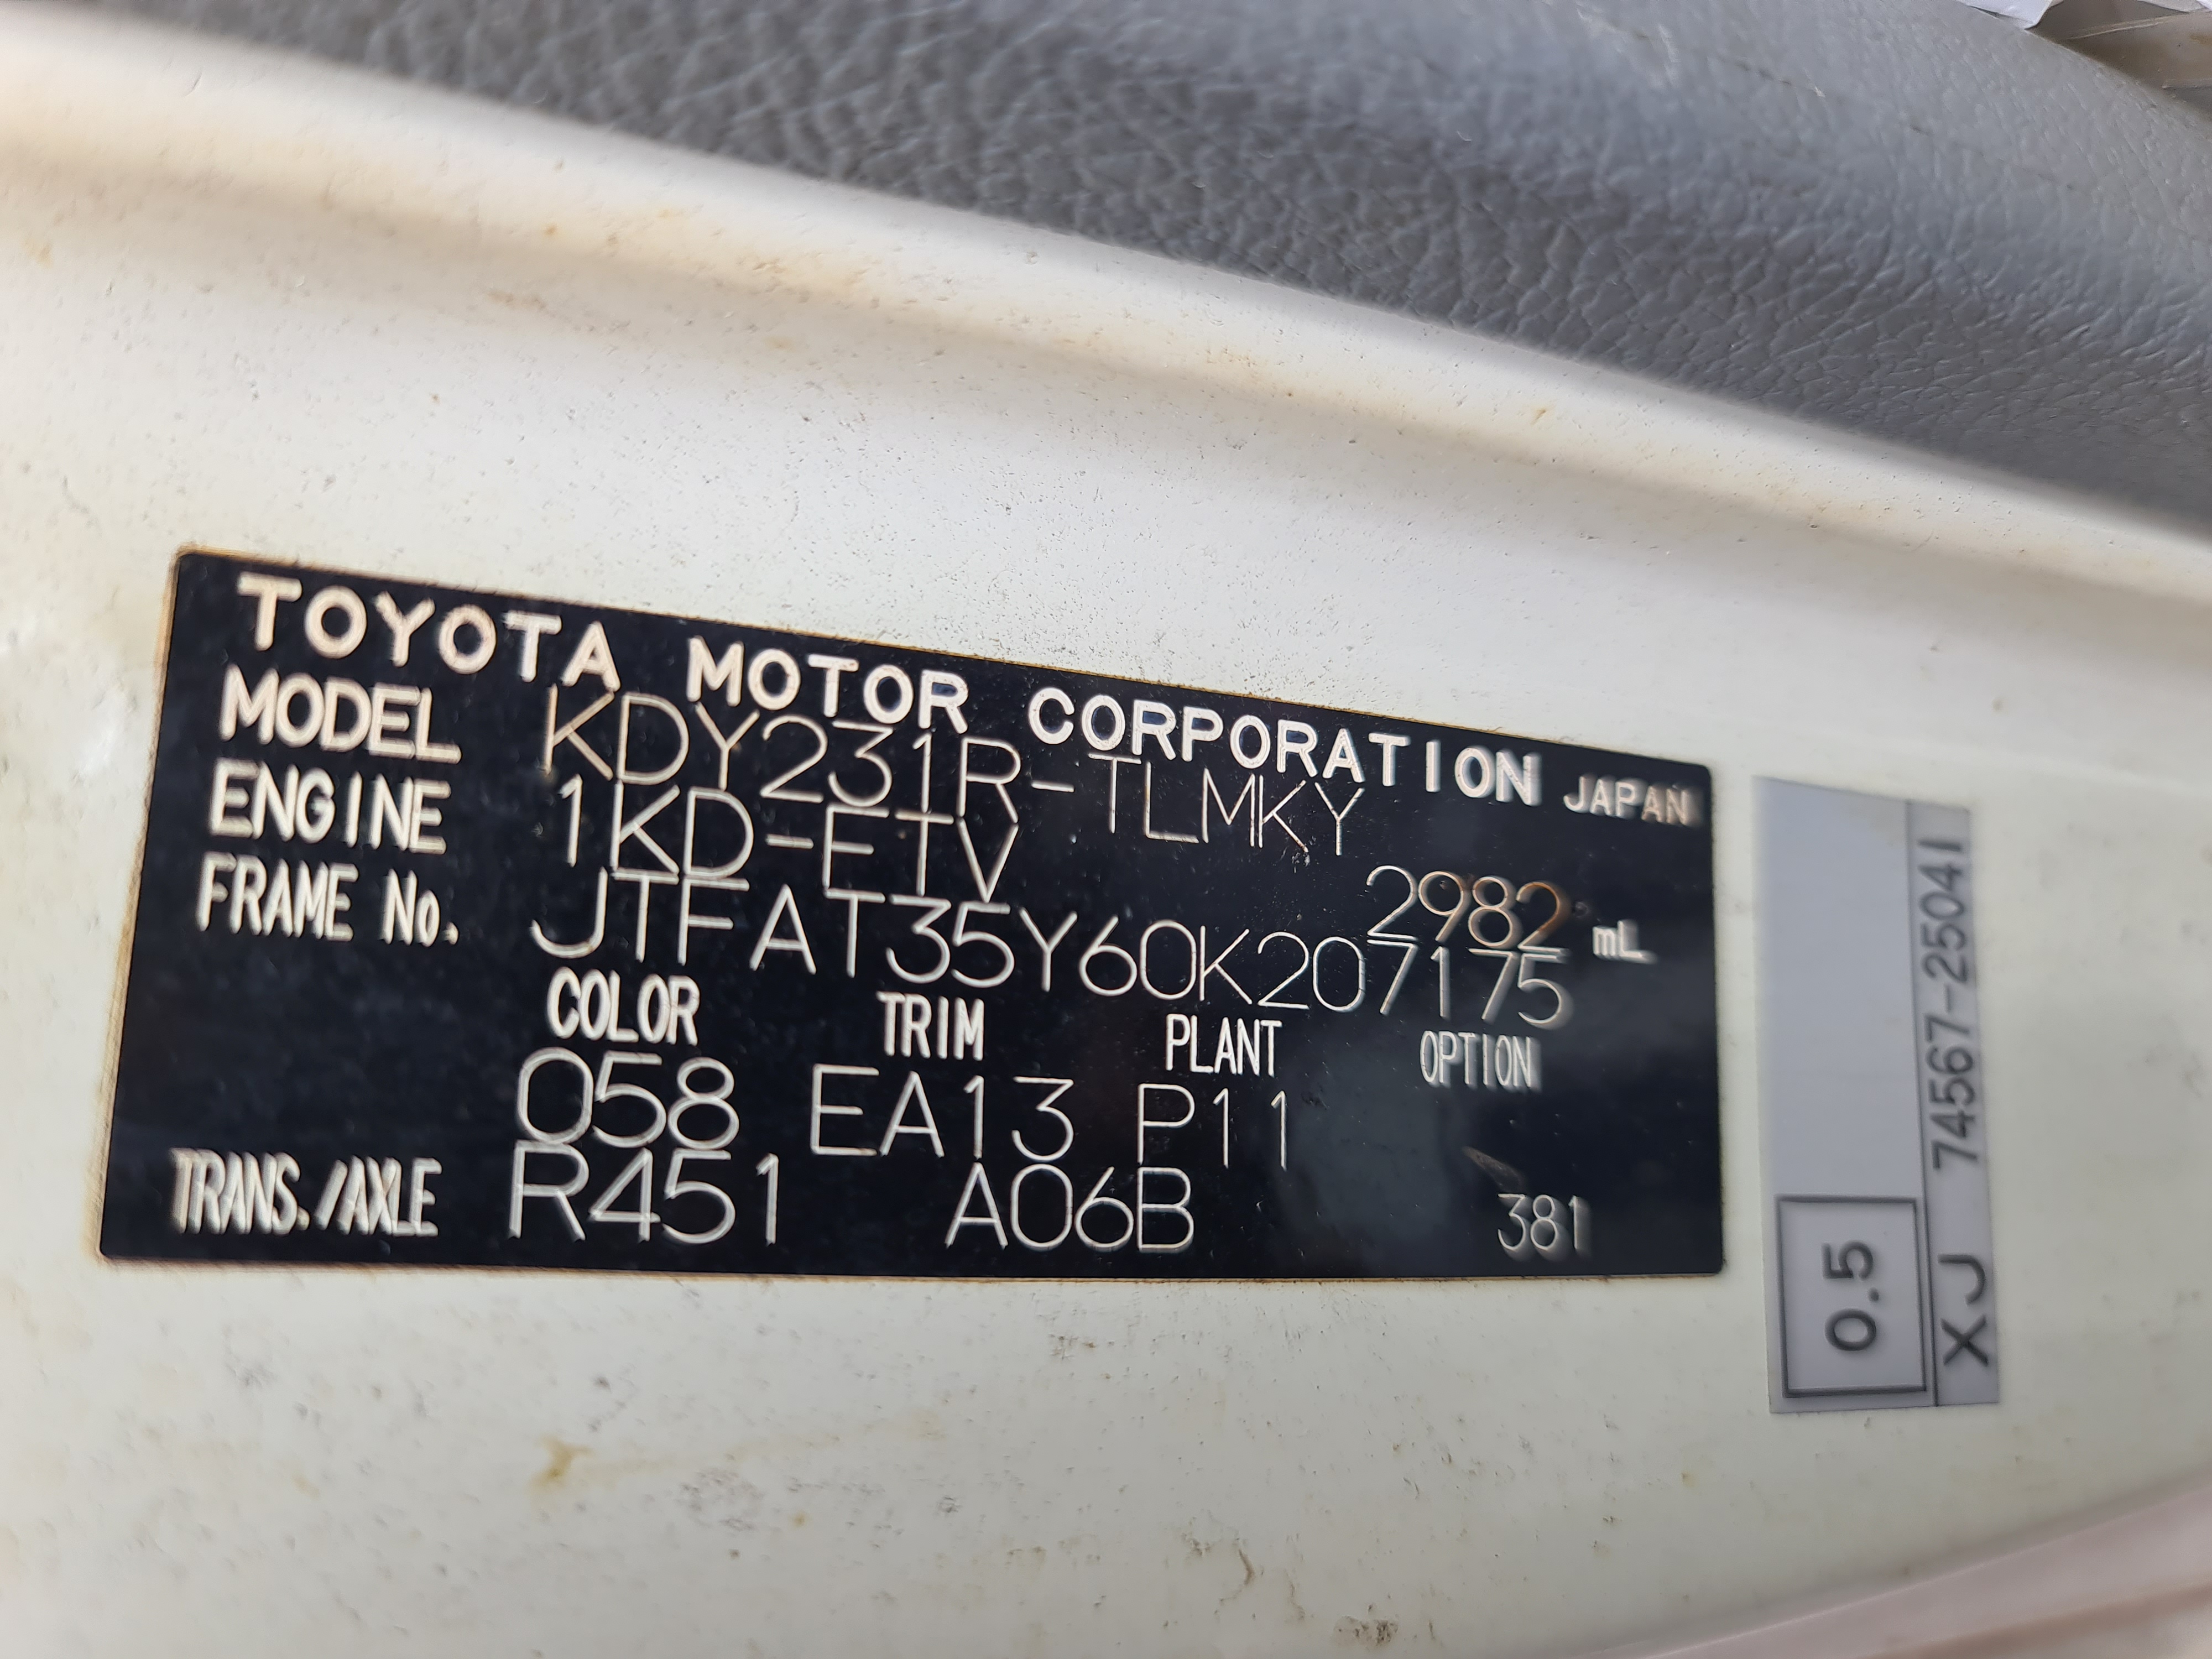 TOYOTA MOTOR CORPORATION JAPAN
MODEL KDY231R-TLMKY
ENGINE 1KD-FTV 2982 mL
FRAME No. JTFAT35Y60K207175
COLOR TRIM PLANT OPTION
058 EA13 P11
TRANS./AXLE R451 A06B 381
0.5
XJ 74567-25041